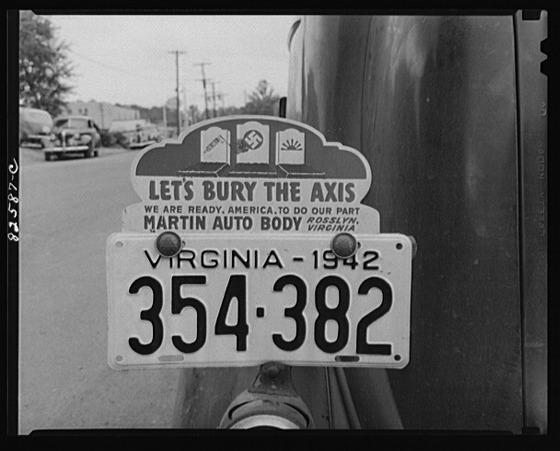 LET'S BURY THE AXIS
WE ARE READY, AMERICA, TO DO OUR PART
MARTIN AUTO BODY ROSSLYN, VIRGINIA
VIRGINIA-1942
354·382
82587-C